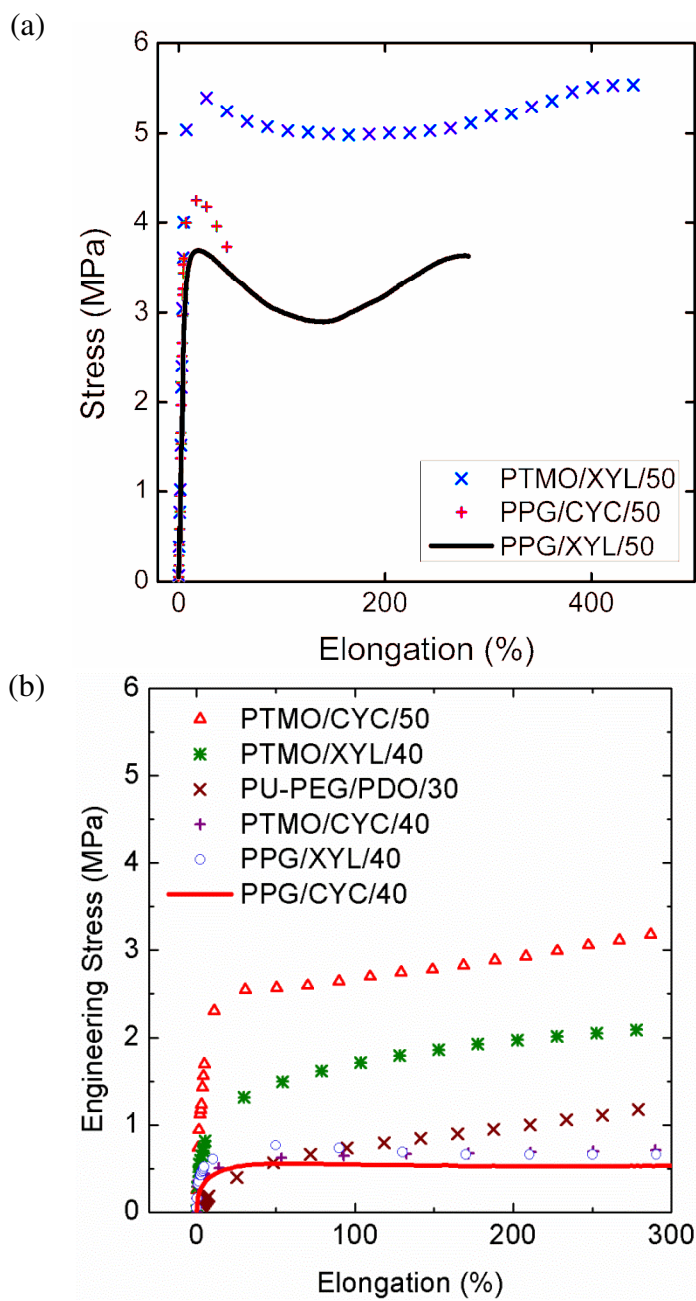 (a)
6
5
4
3
2
1
0
Stress (MPa)
PTMO/XYL/50
PPG/CYC/50
PPG/XYL/50
0 200 400
Elongation (%)
(b)
6
5
4
3
2
1
0
Engineering Stress (MPa)
PTMO/CYC/50
PTMO/XYL/40
PU-PEG/PDO/30
PTMO/CYC/40
PPG/XYL/40
PPG/CYC/40
0 100 200 300
Elongation (%)